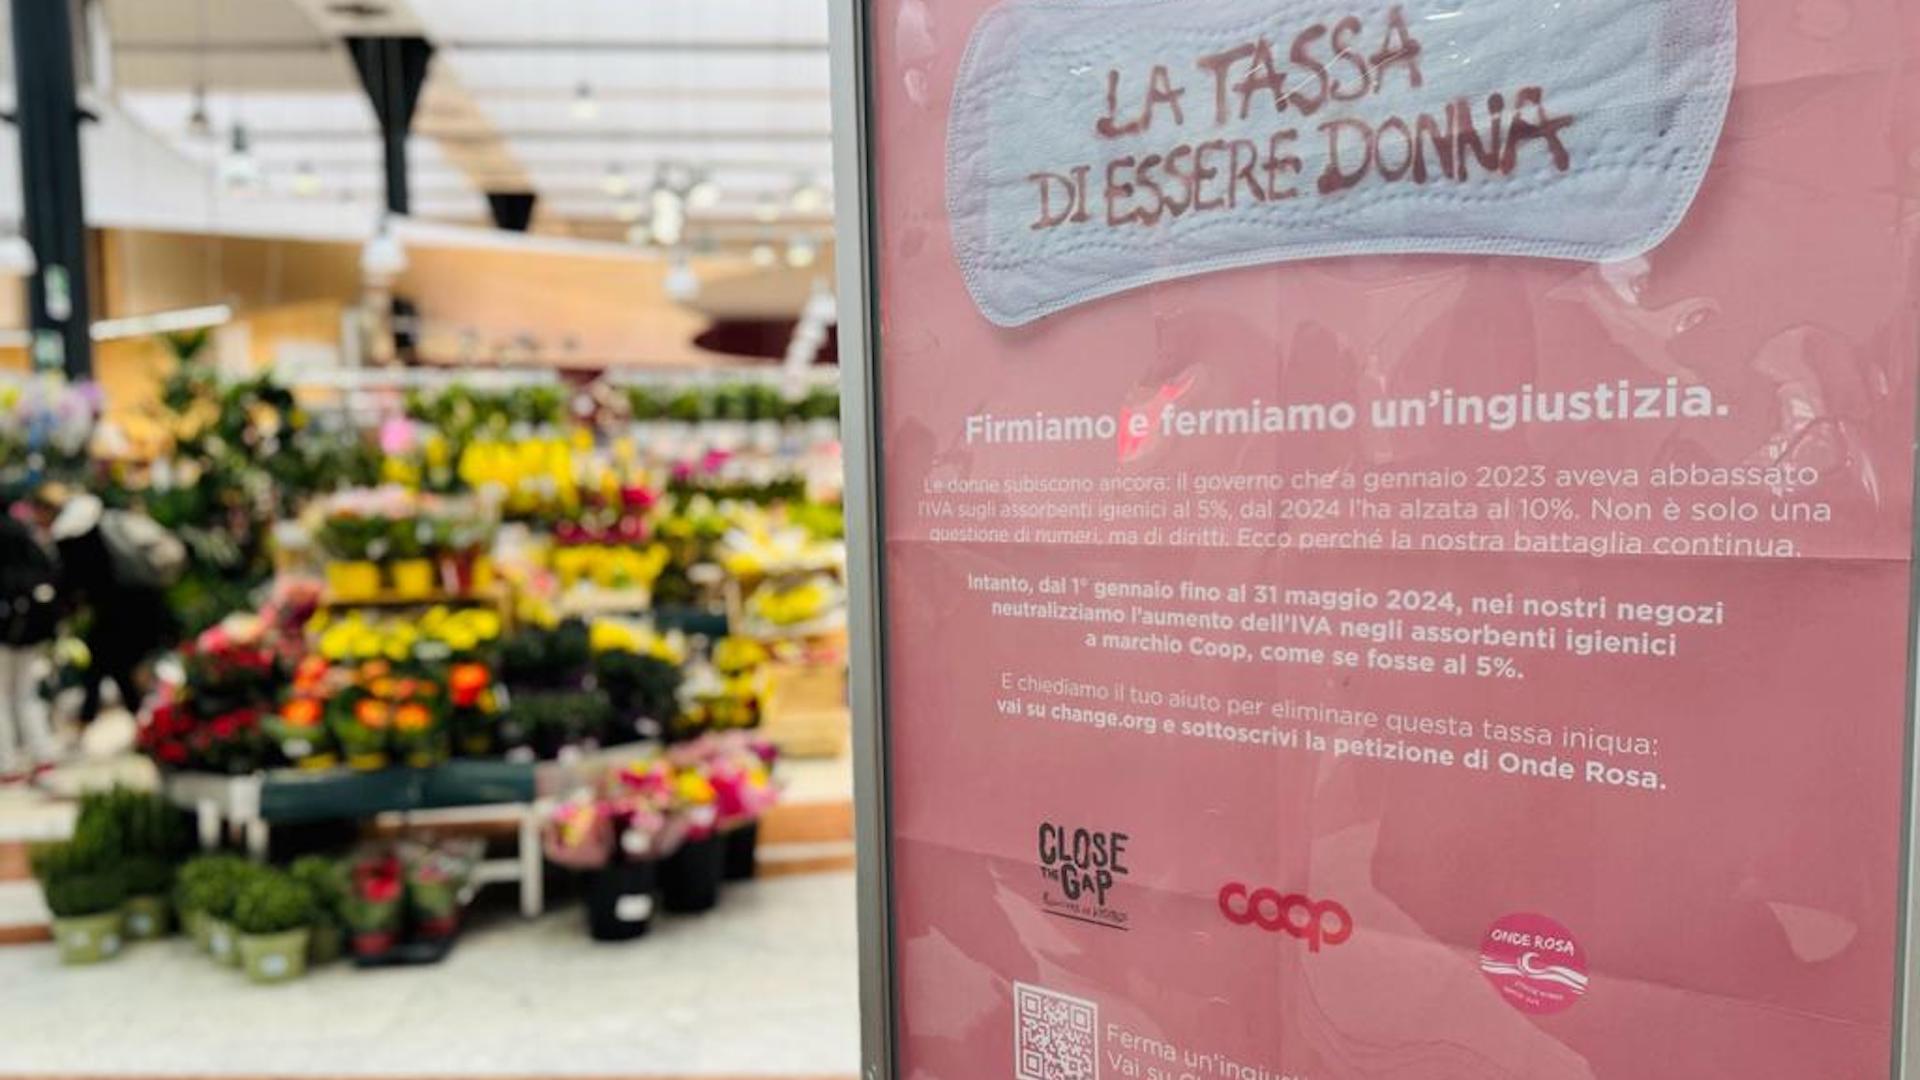 LA TASSA
DI ESSERE DONNA
Firmiamo e fermiamo un'ingiustizia.
Le donne subiscono ancora: il governo che a gennaio 2023 aveva abbassato
l'IVA sugli assorbenti igienici al 5%, dal 2024 l'ha alzata al 10%. Non è solo una
questione di numeri, ma di diritti. Ecco perché la nostra battaglia continua.
Intanto, dal 1° gennaio fino al 31 maggio 2024, nei nostri negozi
neutralizziamo l'aumento dell'IVA negli assorbenti igienici
a marchio Coop, come se fosse al 5%.
E chiediamo il tuo aiuto per eliminare questa tassa iniqua:
vai su change.org e sottoscrivi la petizione di Onde Rosa.
CLOSE
THE GAP
coop
ONDE ROSA
Ferma un'ingius
Vai su